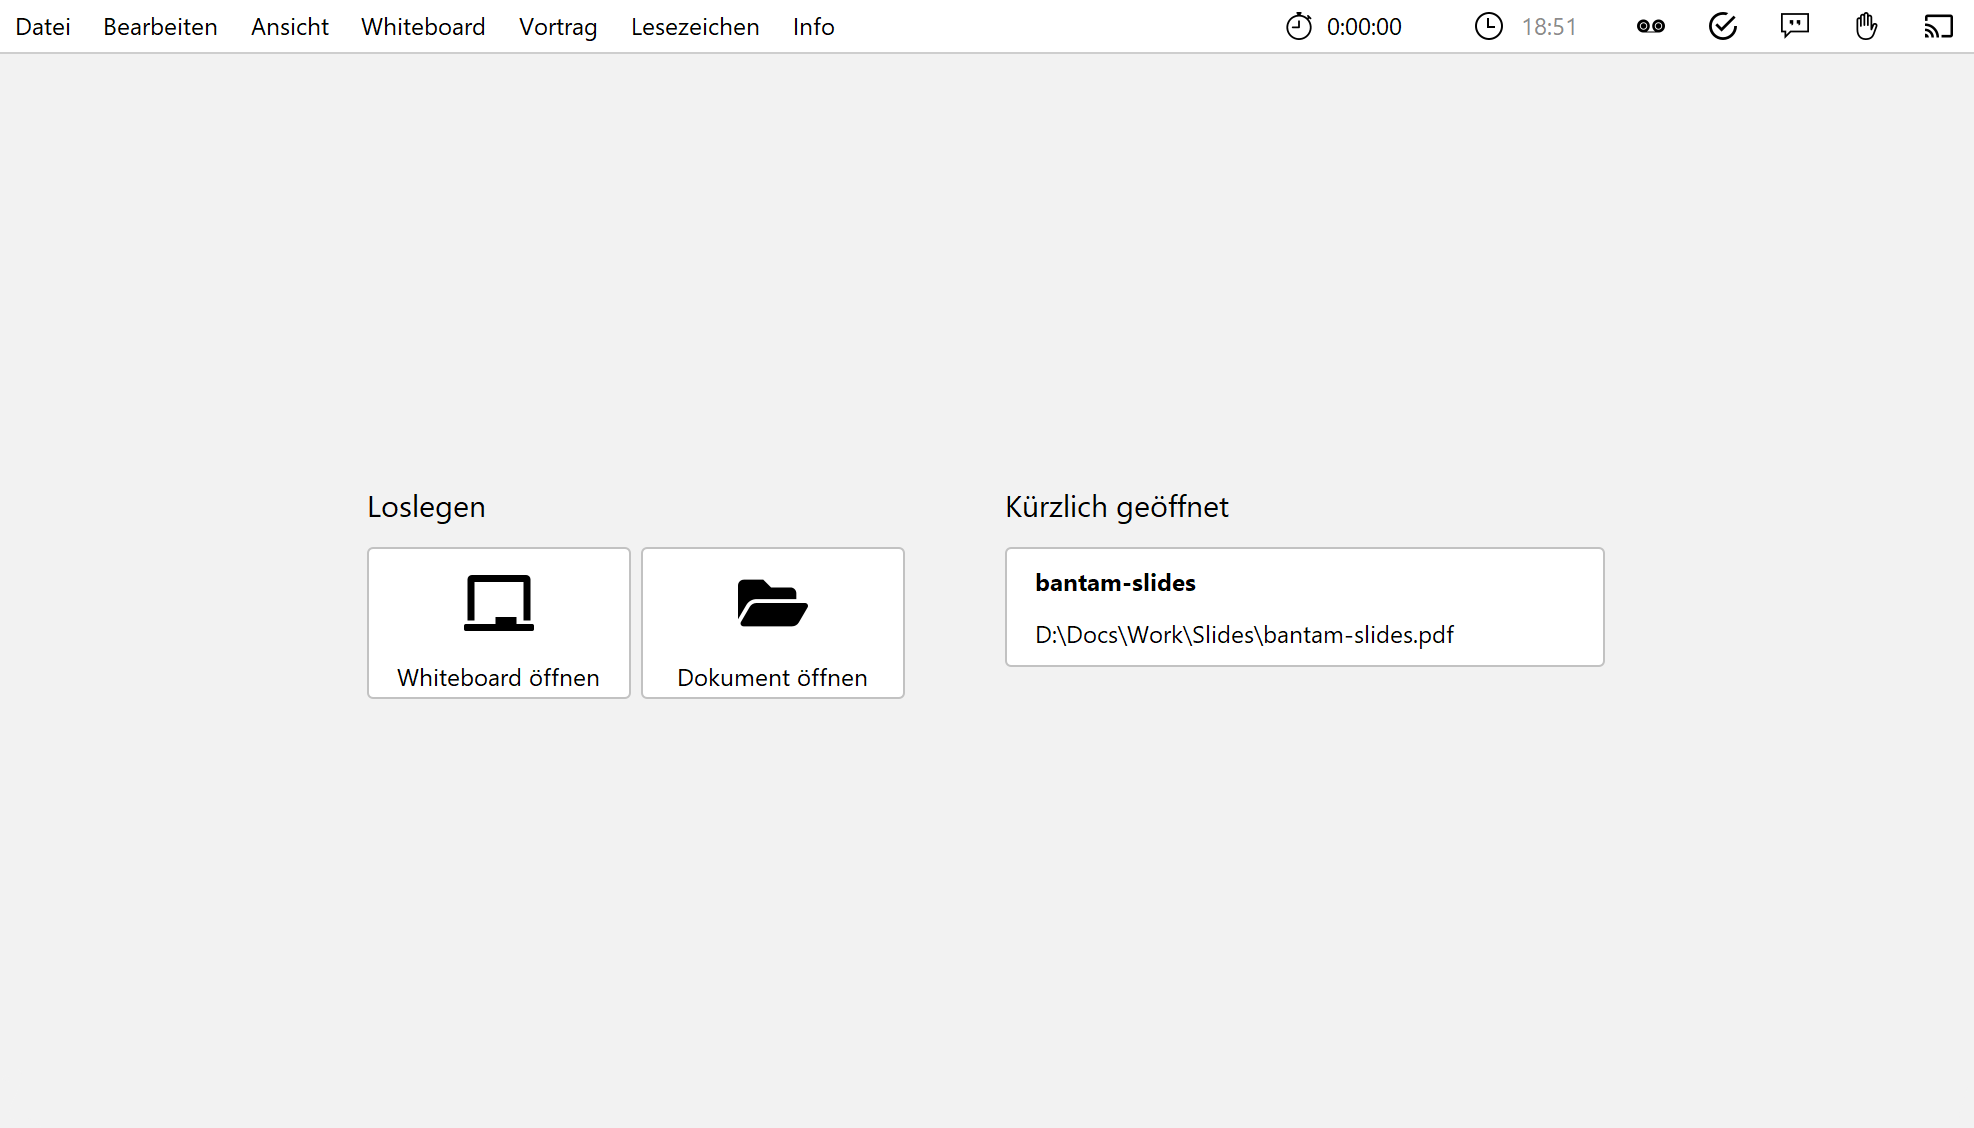 Datei Bearbeiten Ansicht Whiteboard Vortrag Lesezeichen Info 0:00:00 18:51
Loslegen
Whiteboard öffnen
Dokument öffnen
Kürzlich geöffnet
bantam-slides
D:\Docs\Work\Slides\bantam-slides.pdf